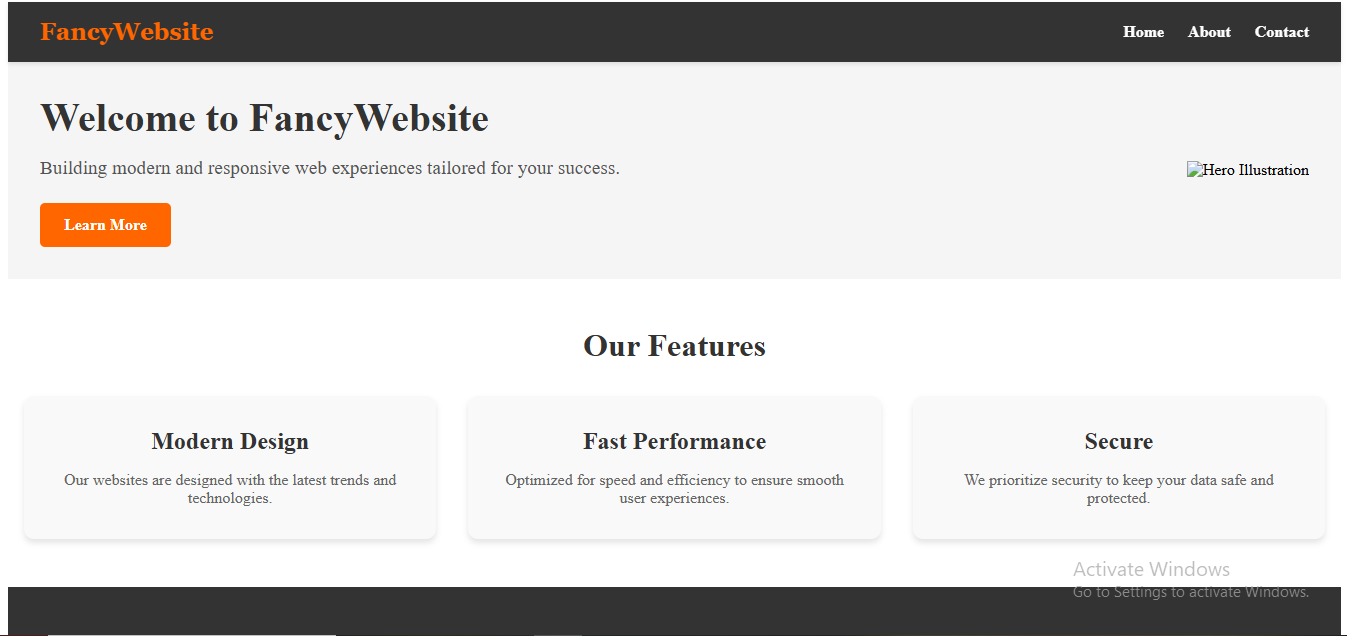 FancyWebsite
Home About Contact
Welcome to FancyWebsite
Building modern and responsive web experiences tailored for your success.
Hero Illustration
Learn More
Our Features
Modern Design
Our websites are designed with the latest trends and
technologies.
Fast Performance
Optimized for speed and efficiency to ensure smooth
user experiences.
Secure
We prioritize security to keep your data safe and
protected.
Activate Windows
Go to Settings to activate Windows.